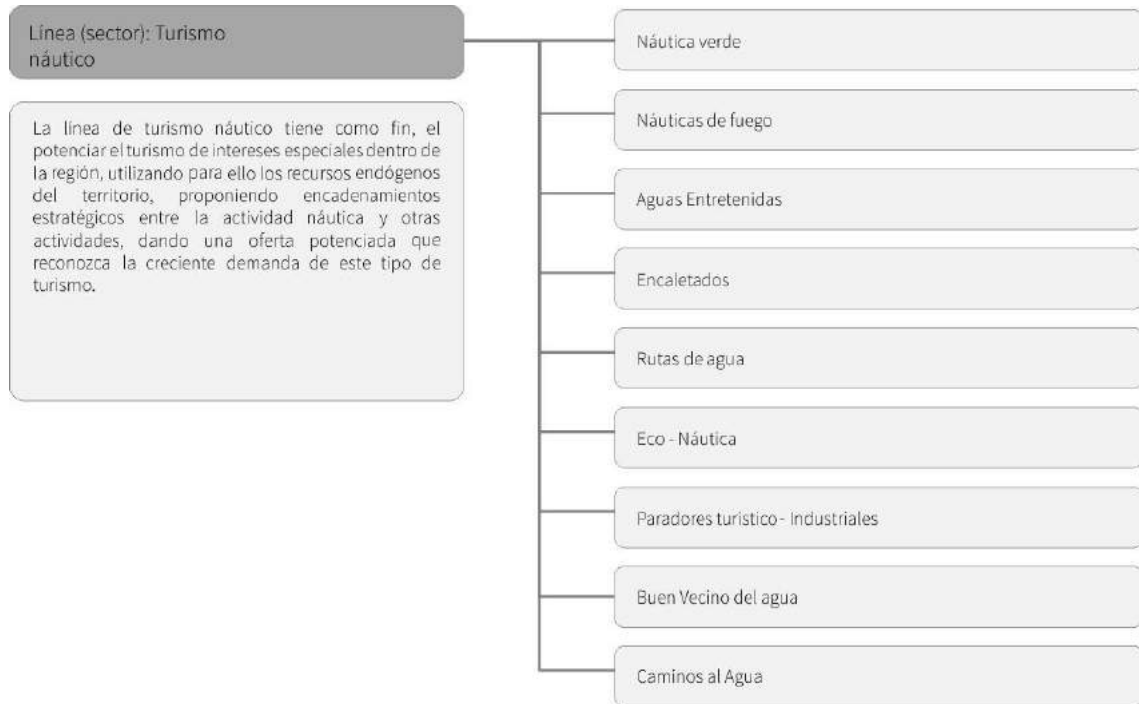 Línea (sector): Turismo
náutico
La línea de turismo náutico tiene como fin, el
potenciar el turismo de intereses especiales dentro de
la región, utilizando para ello los recursos endógenos
del territorio, proponiendo encadenamientos
estratégicos entre la actividad náutica y otras
actividades, dando una oferta potenciada que
reconozca la creciente demanda de este tipo de
turismo.
Náutica verde
Náuticas de fuego
Aguas Entretenidas
Encaletados
Rutas de agua
Eco - Náutica
Paradores turistico - Industriales
Buen Vecino del agua
Caminos al Agua